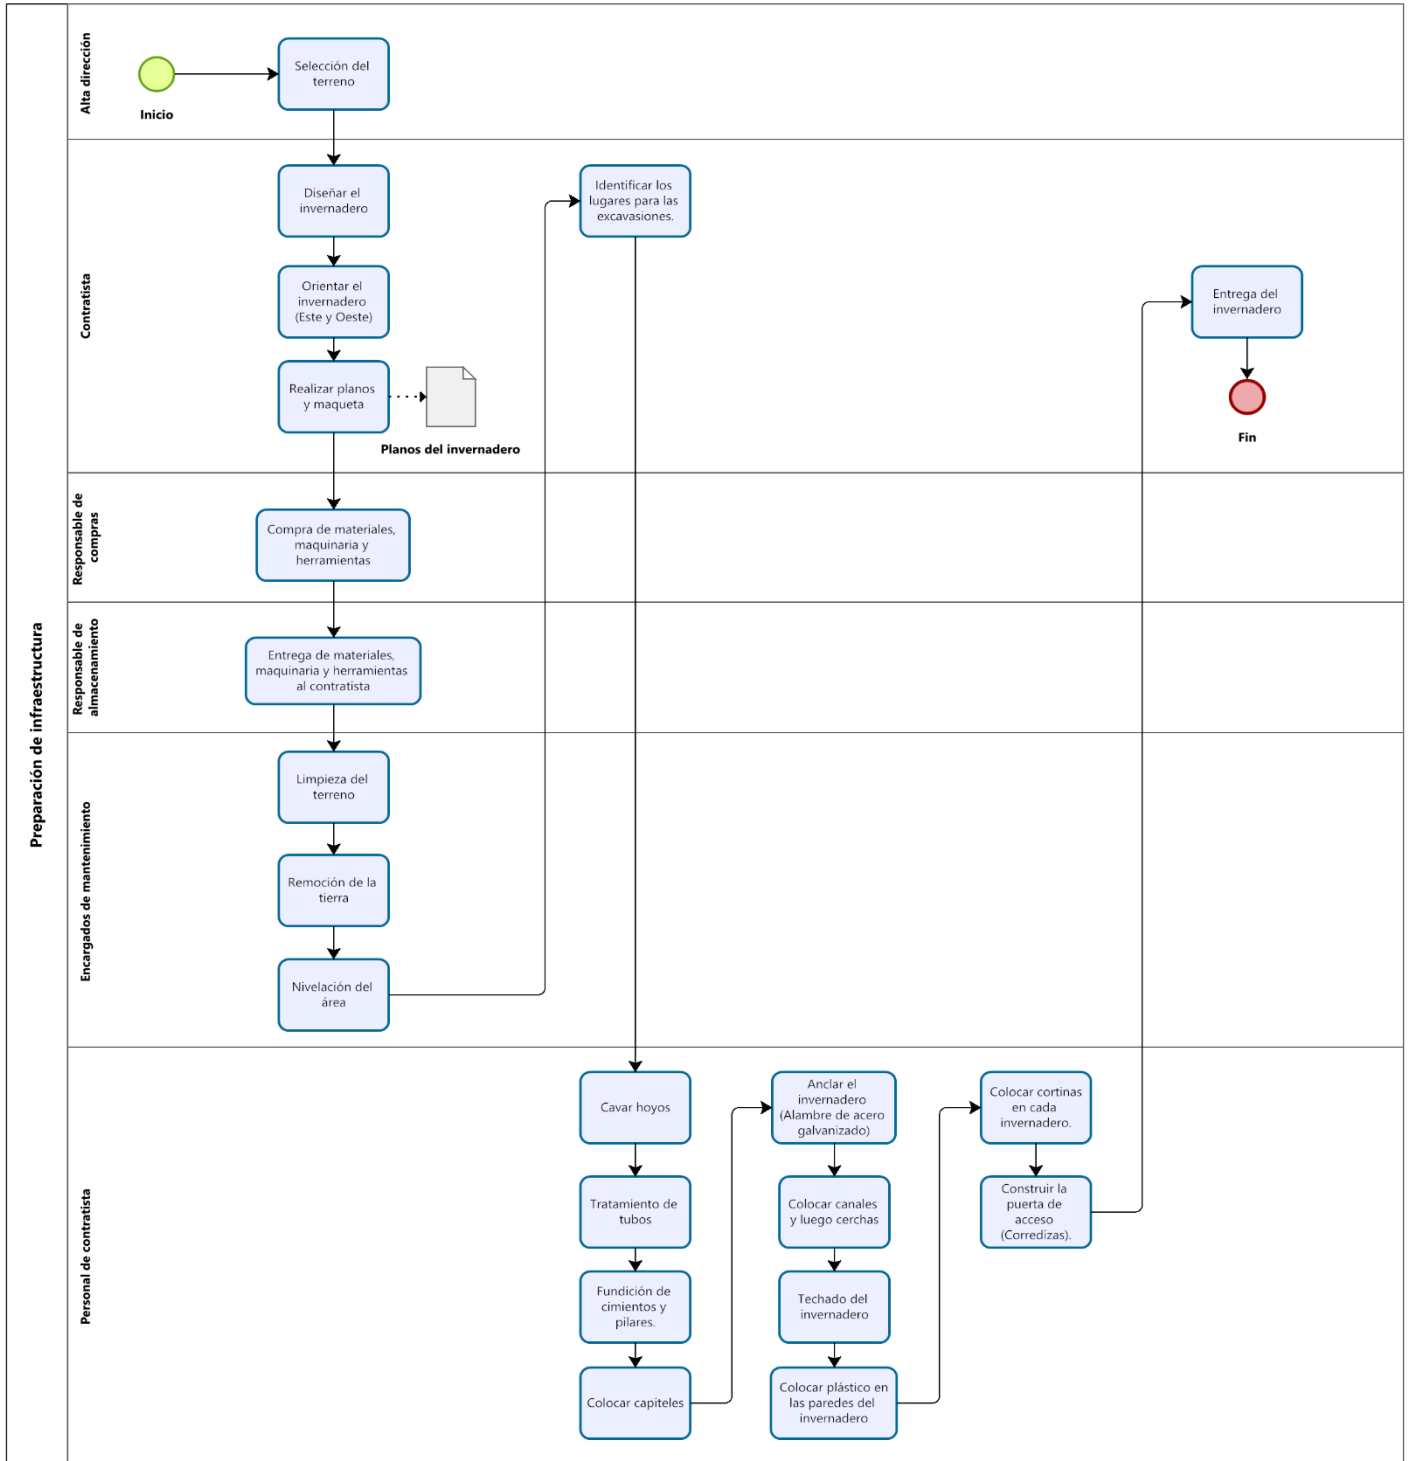 Preparación de infraestructura
Alta dirección
Inicio
Selección del
terreno
Contratista
Diseñar el
invernadero
Orientar el
invernadero
(Este y Oeste)
Realizar planos
y maqueta
Planos del invernadero
Identificar los
lugares para las
excavasiones.
Entrega del
invernadero
Fin
Responsable de
compras
Compra de materiales,
maquinaria y
herramientas
Responsable de
almacenamiento
Entrega de materiales,
maquinaria y herramientas
al contratista
Encargados de mantenimiento
Limpieza del
terreno
Remoción de la
tierra
Nivelación del
área
Personal de contratista
Cavar hoyos
Tratamiento de
tubos
Fundición de
cimientos y
pilares.
Colocar capiteles
Anclar el
invernadero
(Alambre de acero
galvanizado)
Colocar canales
y luego cerchas
Techado del
invernadero
Colocar plástico en
las paredes del
invernadero
Colocar cortinas
en cada
invernadero.
Construir la
puerta de
acceso
(Corredizas).